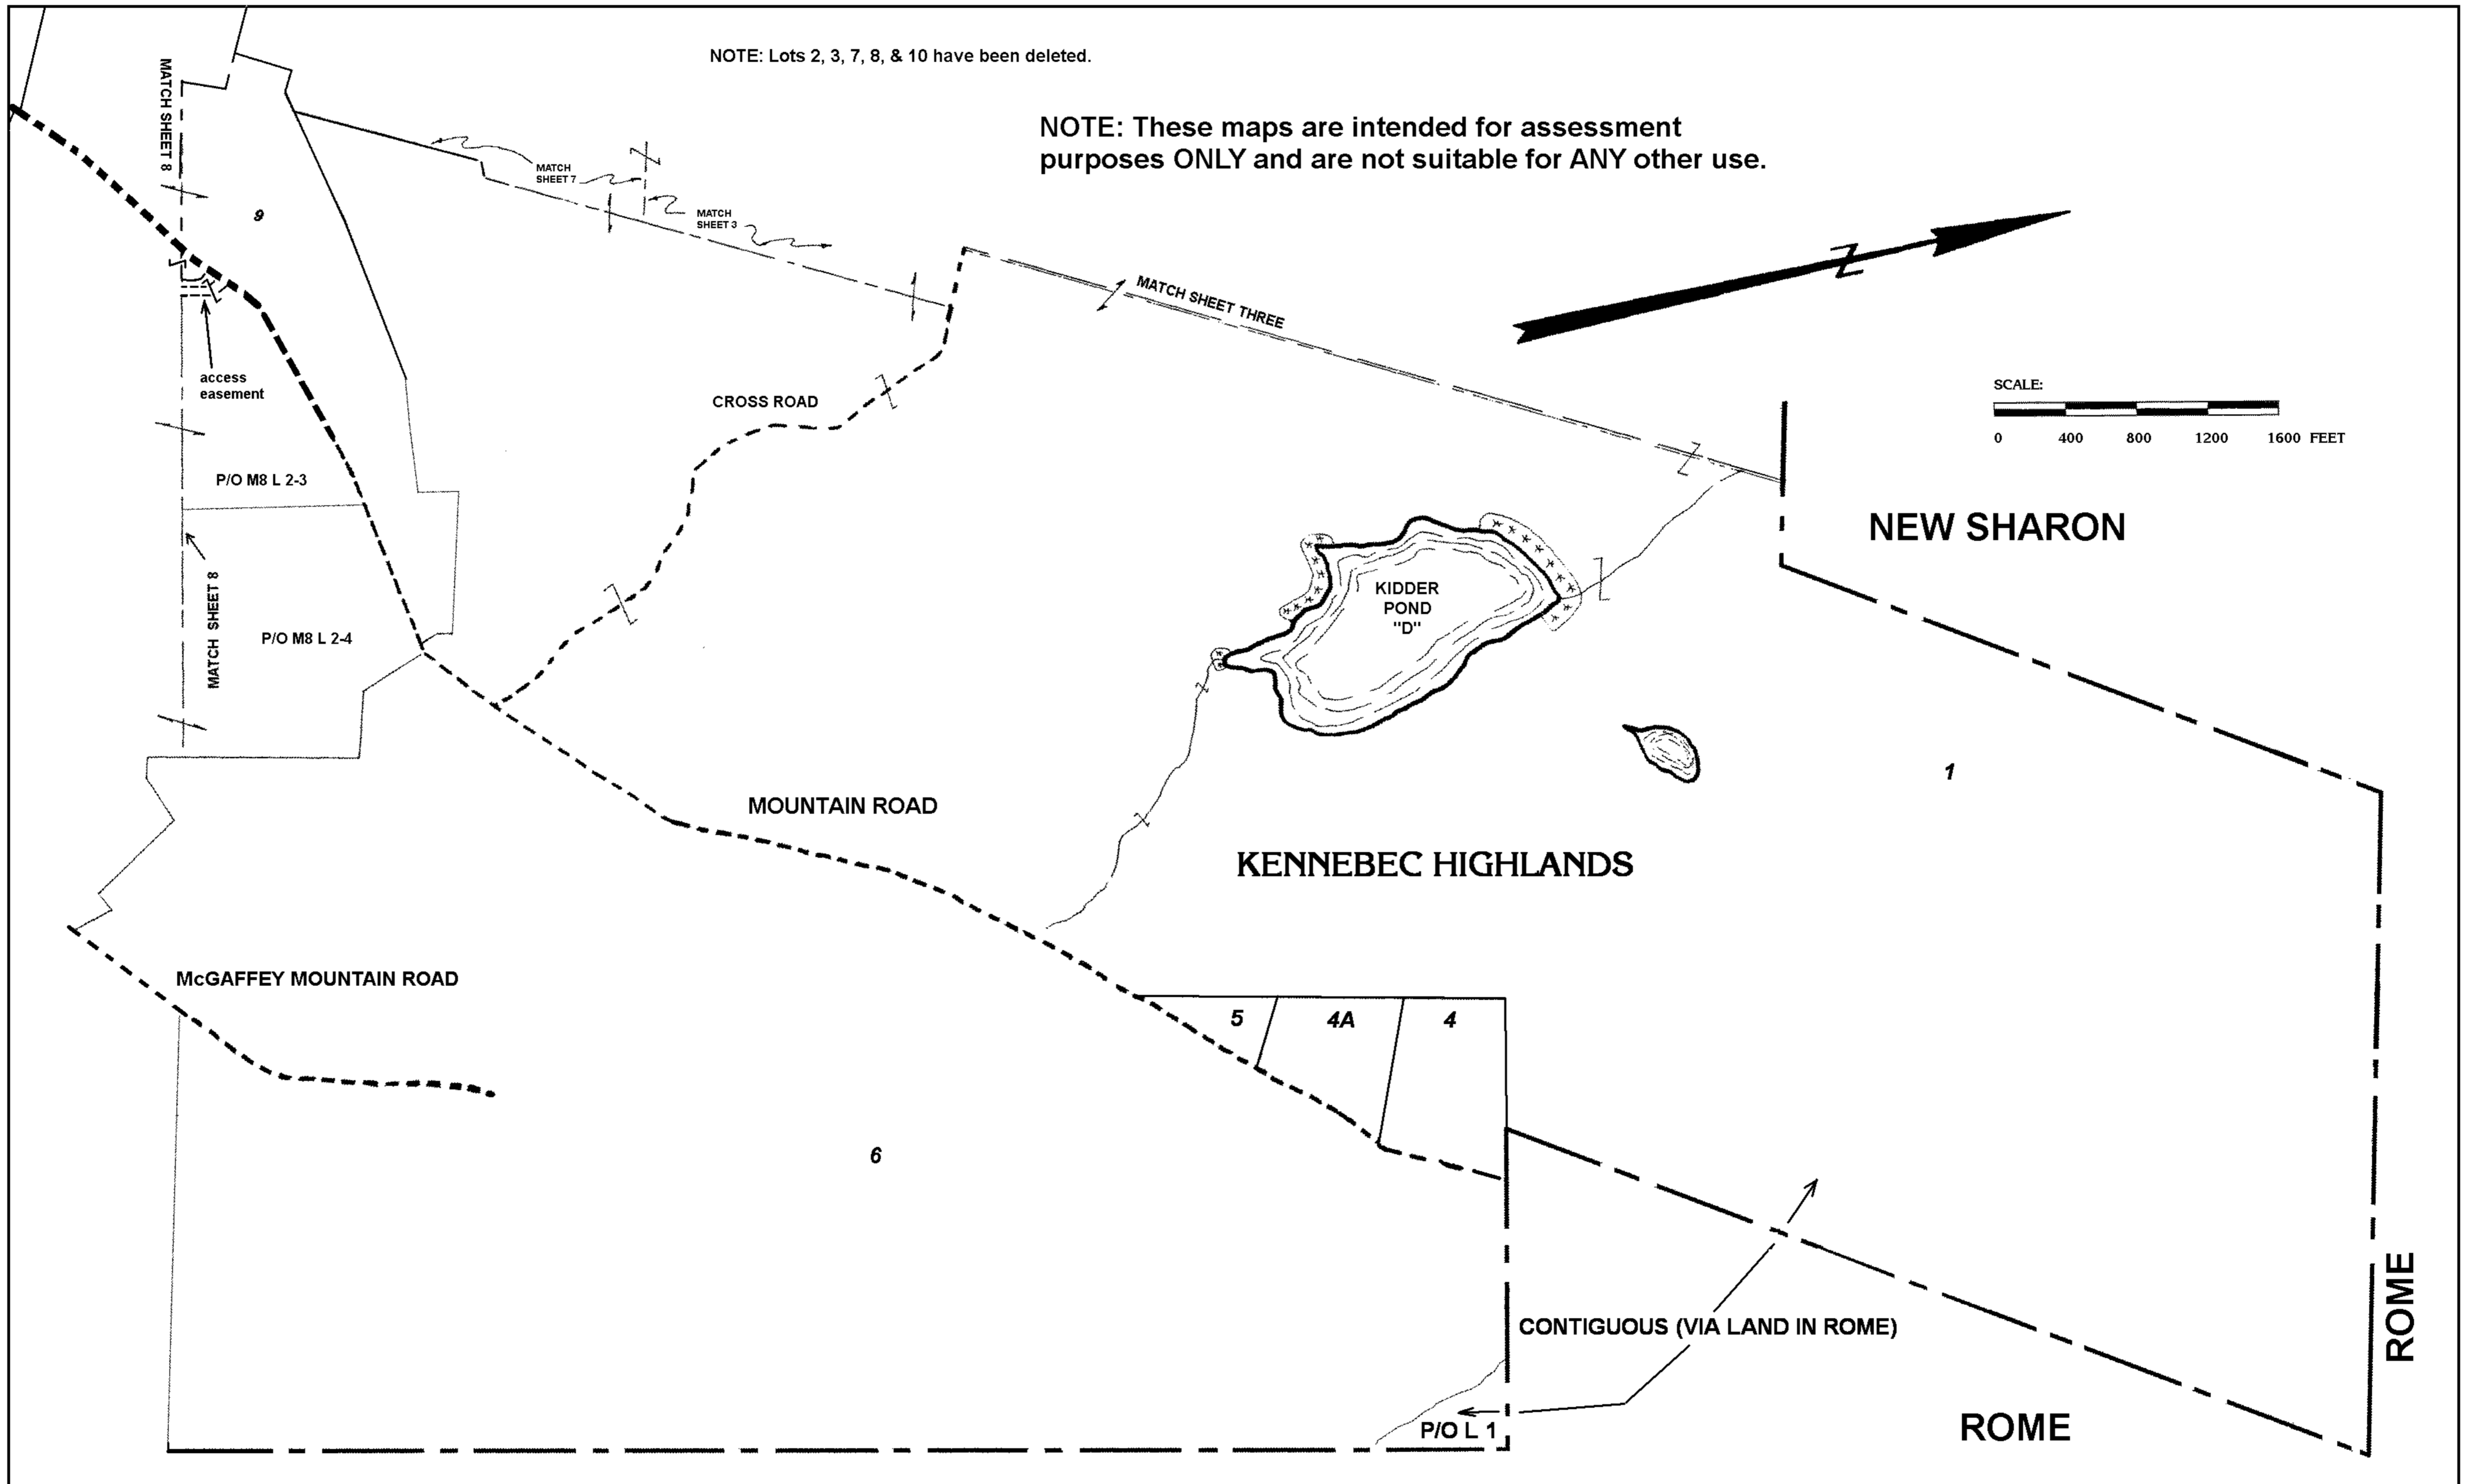 NOTE: Lots 2, 3, 7, 8, & 10 have been deleted.
NOTE: These maps are intended for assessment
purposes ONLY and are not suitable for ANY other use.
MATCH SHEET 8
9
MATCH
SHEET 7
MATCH
SHEET 3
MATCH SHEET THREE
Z
SCALE:
0 400 800 1200 1600 FEET
access
easement
CROSS ROAD
P/O M8 L 2-3
NEW SHARON
MATCH SHEET 8
P/O M8 L 2-4
KIDDER
POND
"D"
1
MOUNTAIN ROAD
KENNEBEC HIGHLANDS
McGAFFEY MOUNTAIN ROAD
5
4A
4
6
CONTIGUOUS (VIA LAND IN ROME)
ROME
P/O L 1
ROME